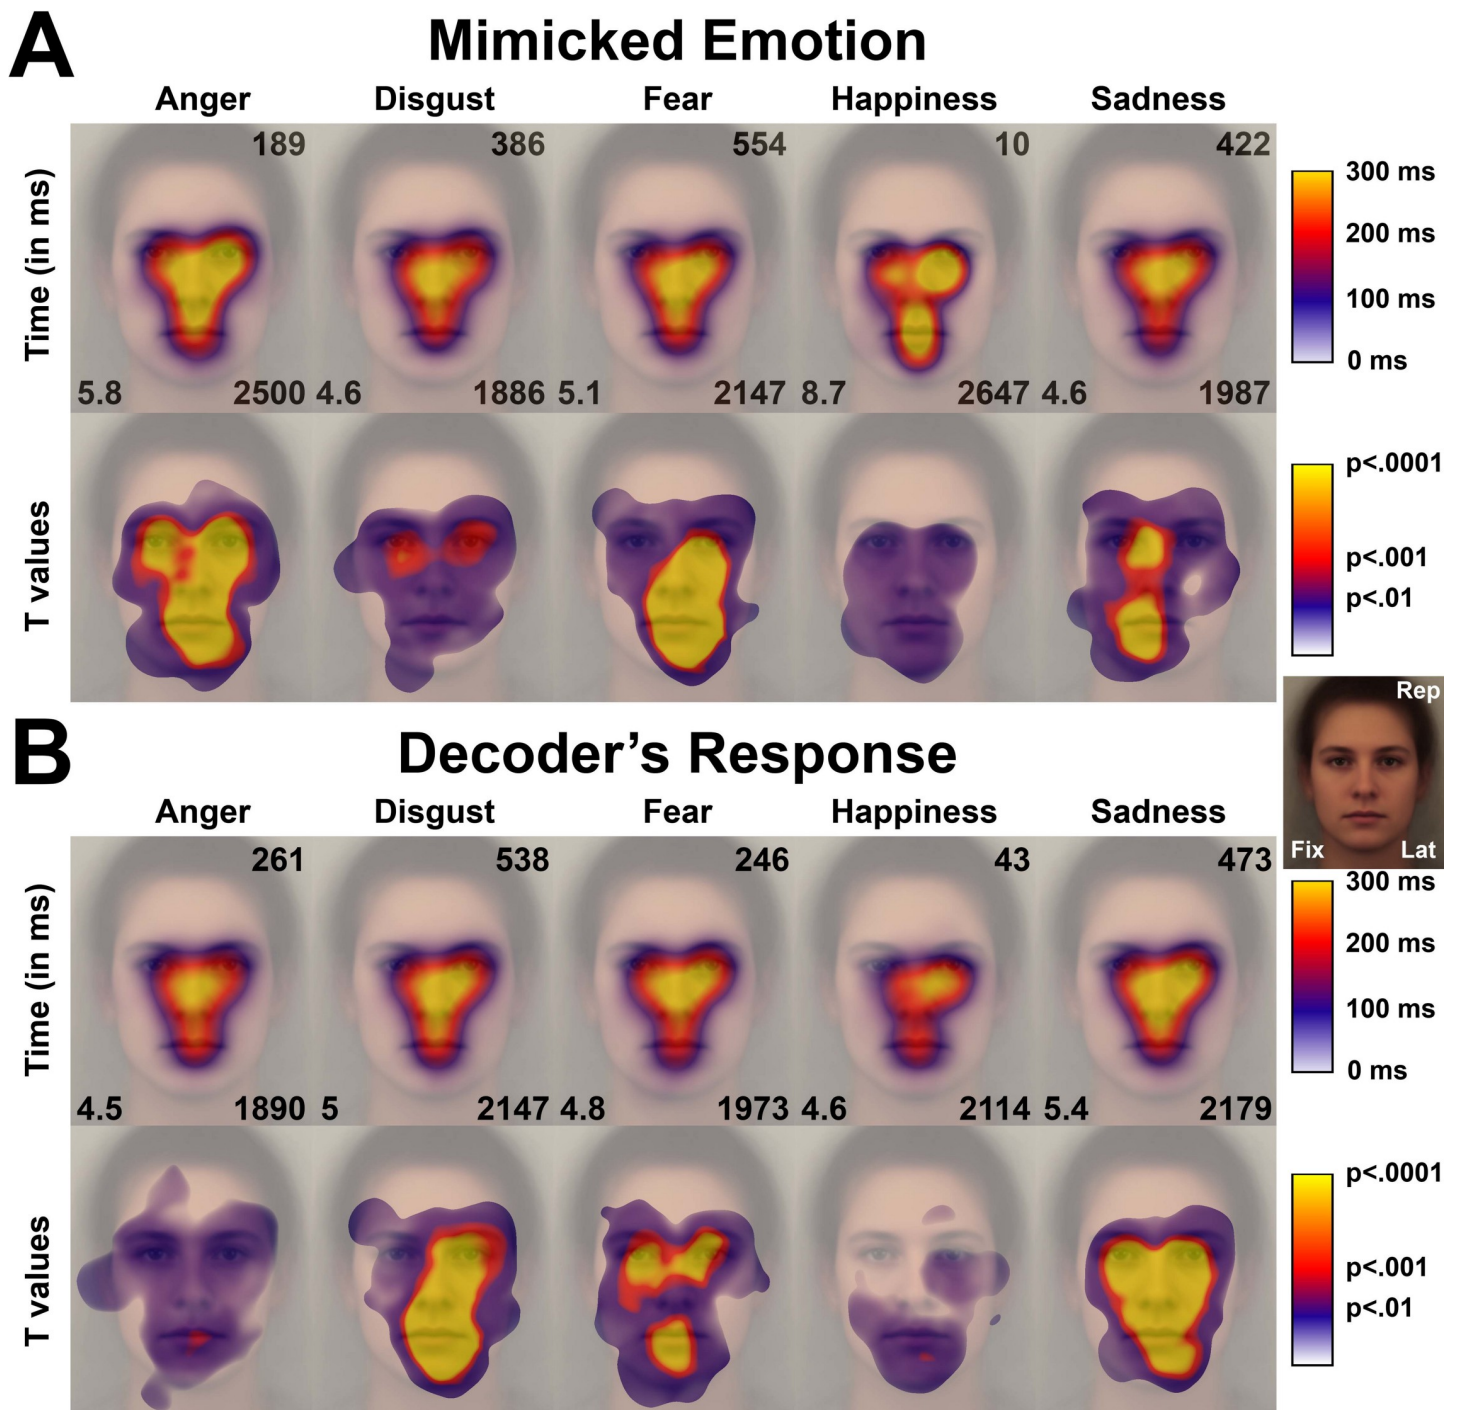 A
Mimicked Emotion
Anger Disgust Fear Happiness Sadness
Time (in ms)
189 386 554 10 422
5.8 2500 4.6 1886 5.1 2147 8.7 2647 4.6 1987
300 ms
200 ms
100 ms
0 ms
T values
p<.0001
p<.001
p<.01
Rep
Fix Lat
B
Decoder’s Response
Anger Disgust Fear Happiness Sadness
Time (in ms)
261 538 246 43 473
4.5 1890 5 2147 4.8 1973 4.6 2114 5.4 2179
300 ms
200 ms
100 ms
0 ms
T values
p<.0001
p<.001
p<.01